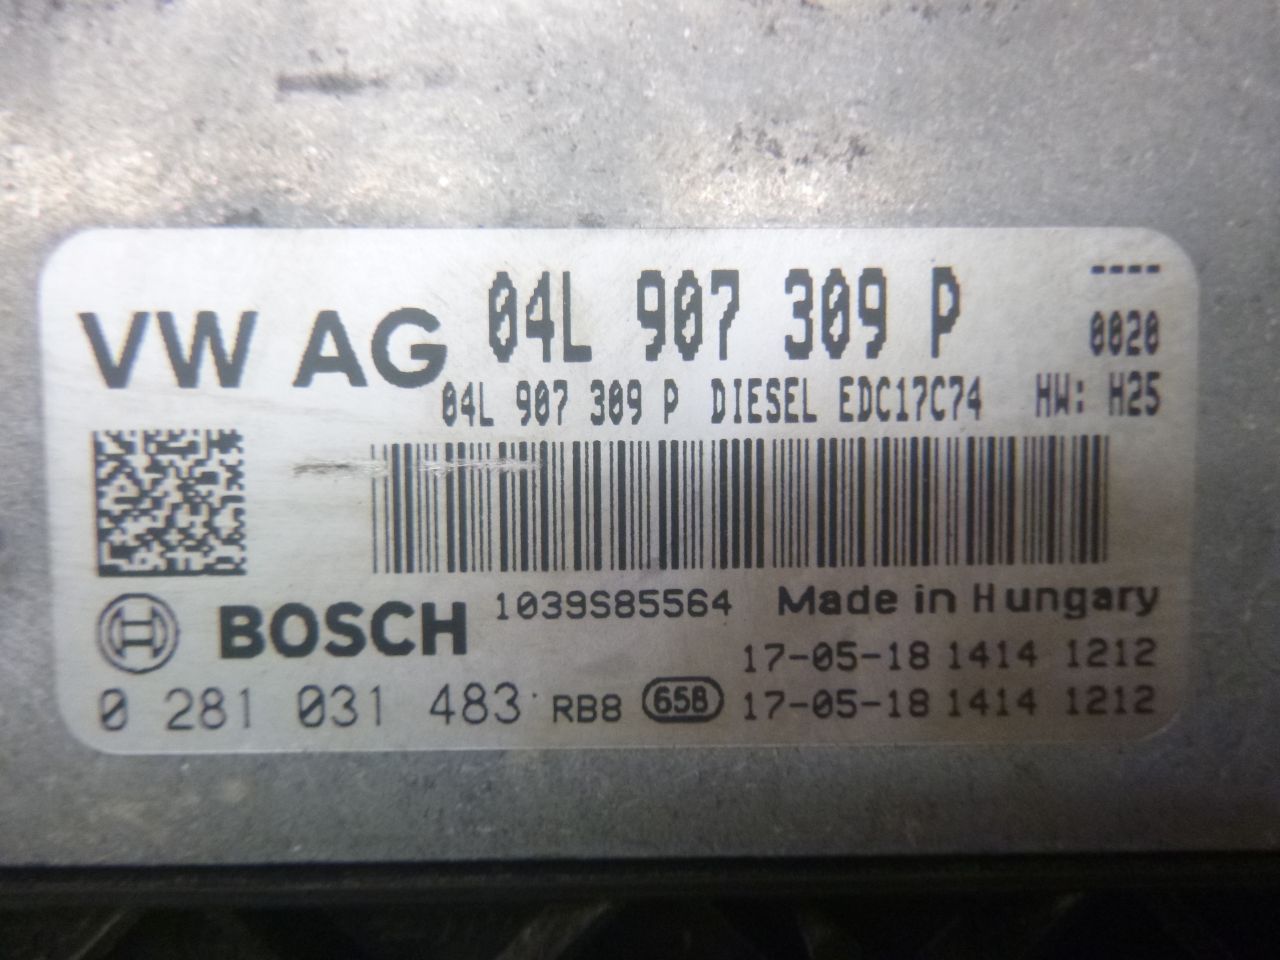 VW AG 04L 907 309 P ----
0020
04L 907 309 P DIESEL EDC17C74 HW: H25
BOSCH 1039S85564 Made in Hungary
17-05-18 1414 1212
0 281 031 483 RB8 65B 17-05-18 1414 1212